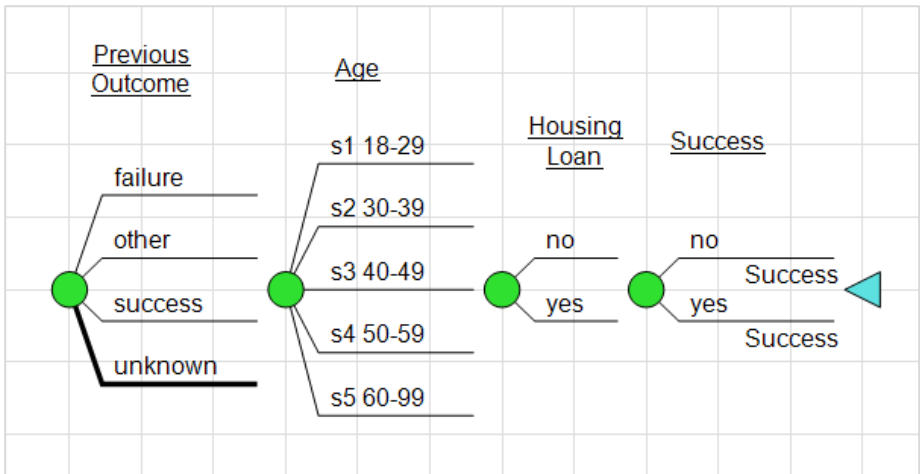 Previous
Outcome
failure
other
success
unknown
Age
s1 18-29
s2 30-39
s3 40-49
s4 50-59
s5 60-99
Housing
Loan
no
yes
Success
no
Success
yes
Success